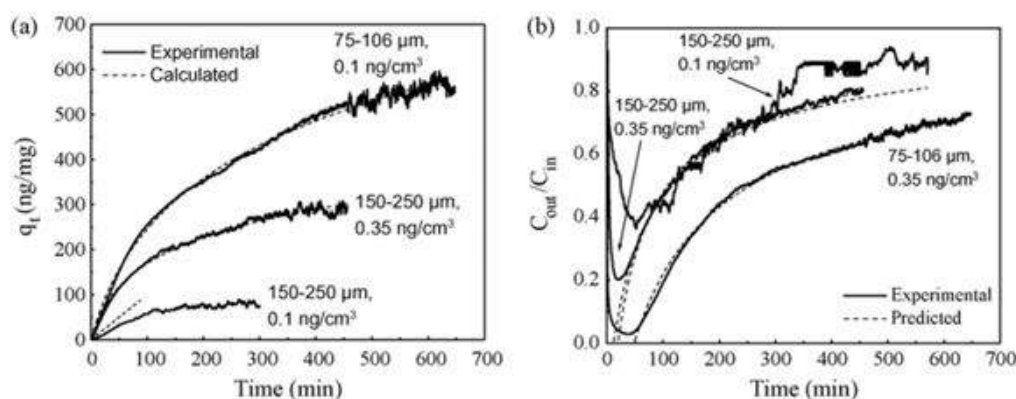 (a)
700
600
500
400
300
200
100
0
qt (ng/mg)
Experimental
Calculated
75-106 µm,
0.1 ng/cm³
150-250 µm,
0.35 ng/cm³
150-250 µm,
0.1 ng/cm³
0 100 200 300 400 500 600 700
Time (min)
(b)
1.0
0.8
0.6
0.4
0.2
0.0
Cout/Cin
150-250 µm,
0.1 ng/cm³
150-250 µm,
0.35 ng/cm³
75-106 µm,
0.35 ng/cm³
Experimental
Predicted
0 100 200 300 400 500 600 700
Time (min)